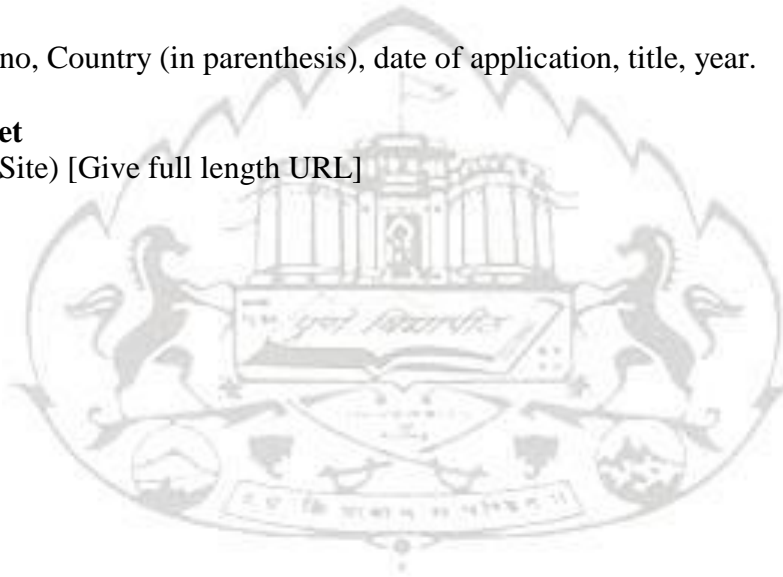 no, Country (in parenthesis), date of application, title, year.
et
Site) [Give full length URL]
पुणे विद्यापीठ